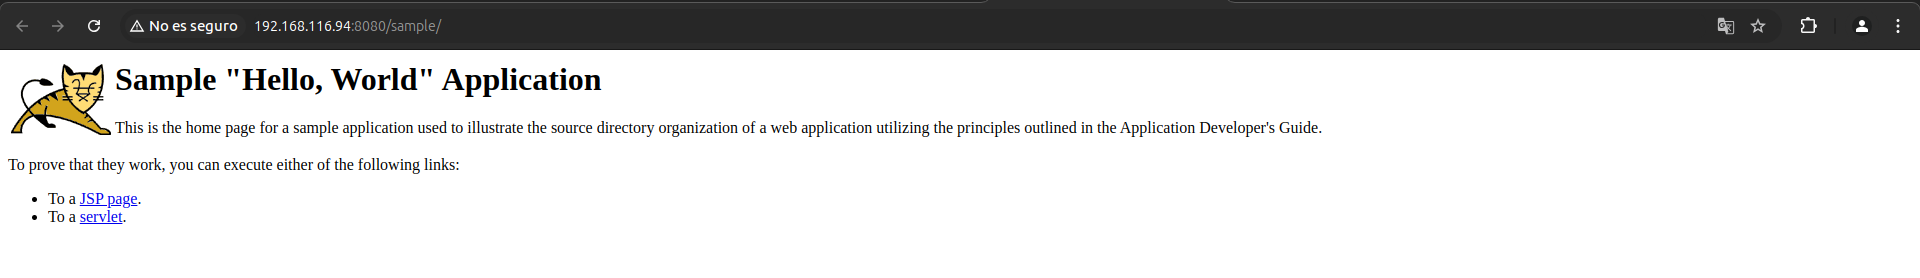 No es seguro 192.168.116.94:8080/sample/
Sample "Hello, World" Application
This is the home page for a sample application used to illustrate the source directory organization of a web application utilizing the principles outlined in the Application Developer's Guide.
To prove that they work, you can execute either of the following links:
• To a JSP page.
• To a servlet.